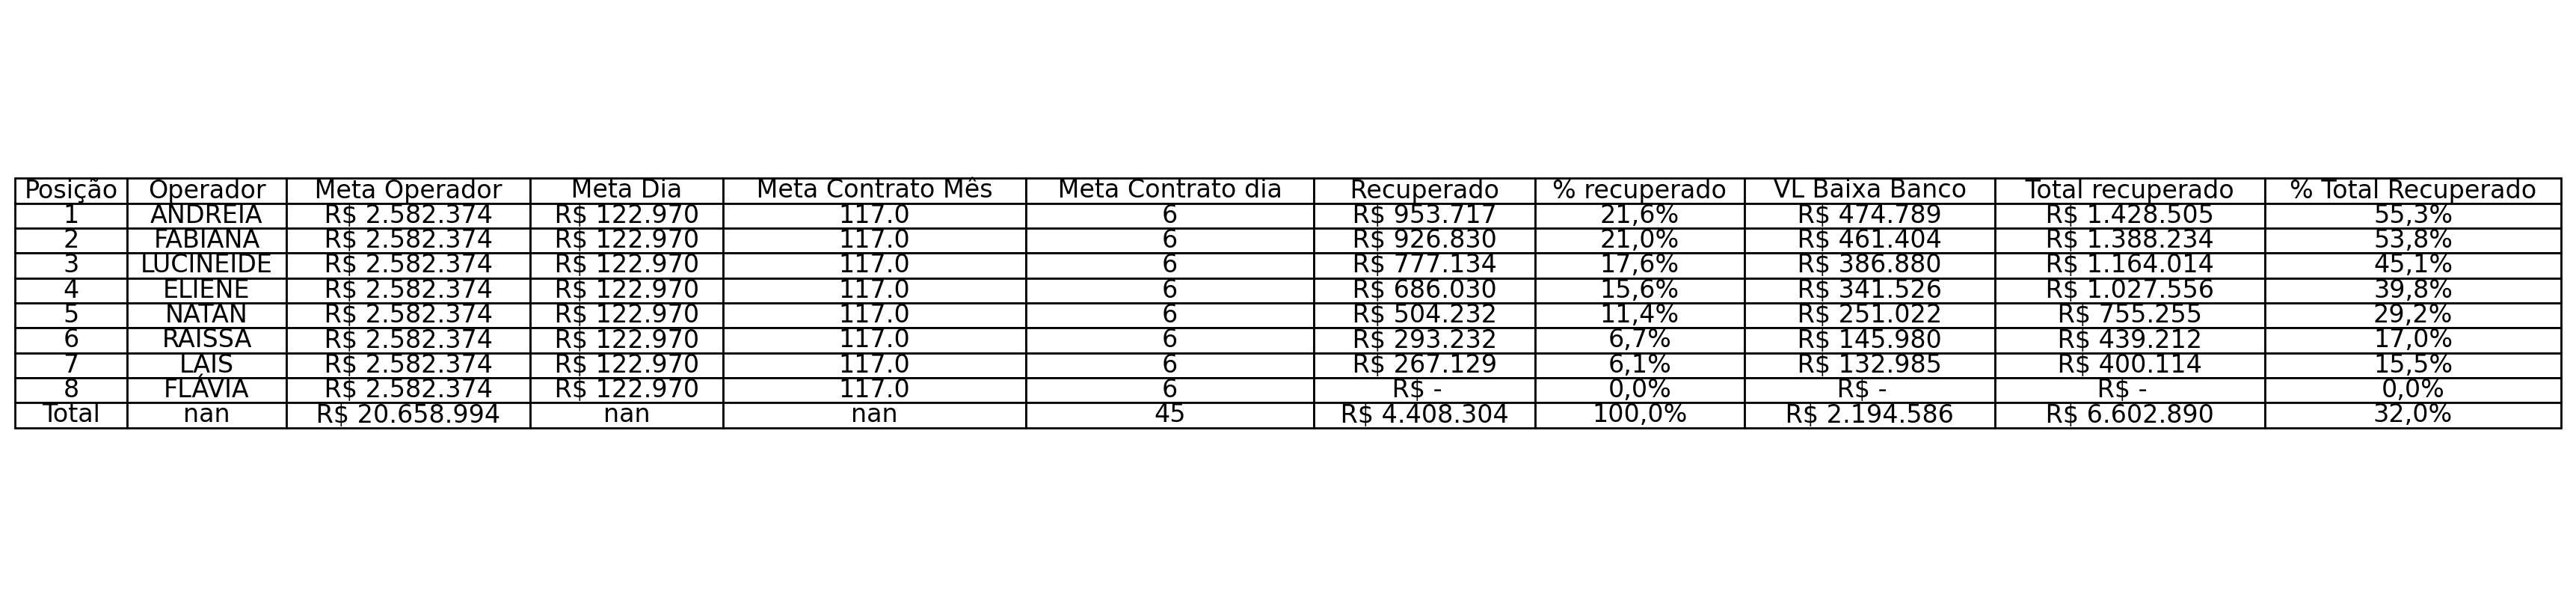 Posição Operador Meta Operador Meta Dia Meta Contrato Mês Meta Contrato dia Recuperado % recuperado VL Baixa Banco Total recuperado % Total Recuperado
1 ANDREIA R$ 2.582.374 R$ 122.970 117.0 6 R$ 953.717 21,6% R$ 474.789 R$ 1.428.505 55,3%
2 FABIANA R$ 2.582.374 R$ 122.970 117.0 6 R$ 926.830 21,0% R$ 461.404 R$ 1.388.234 53,8%
3 LUCINEIDE R$ 2.582.374 R$ 122.970 117.0 6 R$ 777.134 17,6% R$ 386.880 R$ 1.164.014 45,1%
4 ELIENE R$ 2.582.374 R$ 122.970 117.0 6 R$ 686.030 15,6% R$ 341.526 R$ 1.027.556 39,8%
5 NATAN R$ 2.582.374 R$ 122.970 117.0 6 R$ 504.232 11,4% R$ 251.022 R$ 755.255 29,2%
6 RAISSA R$ 2.582.374 R$ 122.970 117.0 6 R$ 293.232 6,7% R$ 145.980 R$ 439.212 17,0%
7 LAIS R$ 2.582.374 R$ 122.970 117.0 6 R$ 267.129 6,1% R$ 132.985 R$ 400.114 15,5%
8 FLÁVIA R$ 2.582.374 R$ 122.970 117.0 6 R$ - 0,0% R$ - R$ - 0,0%
Total nan R$ 20.658.994 nan nan 45 R$ 4.408.304 100,0% R$ 2.194.586 R$ 6.602.890 32,0%